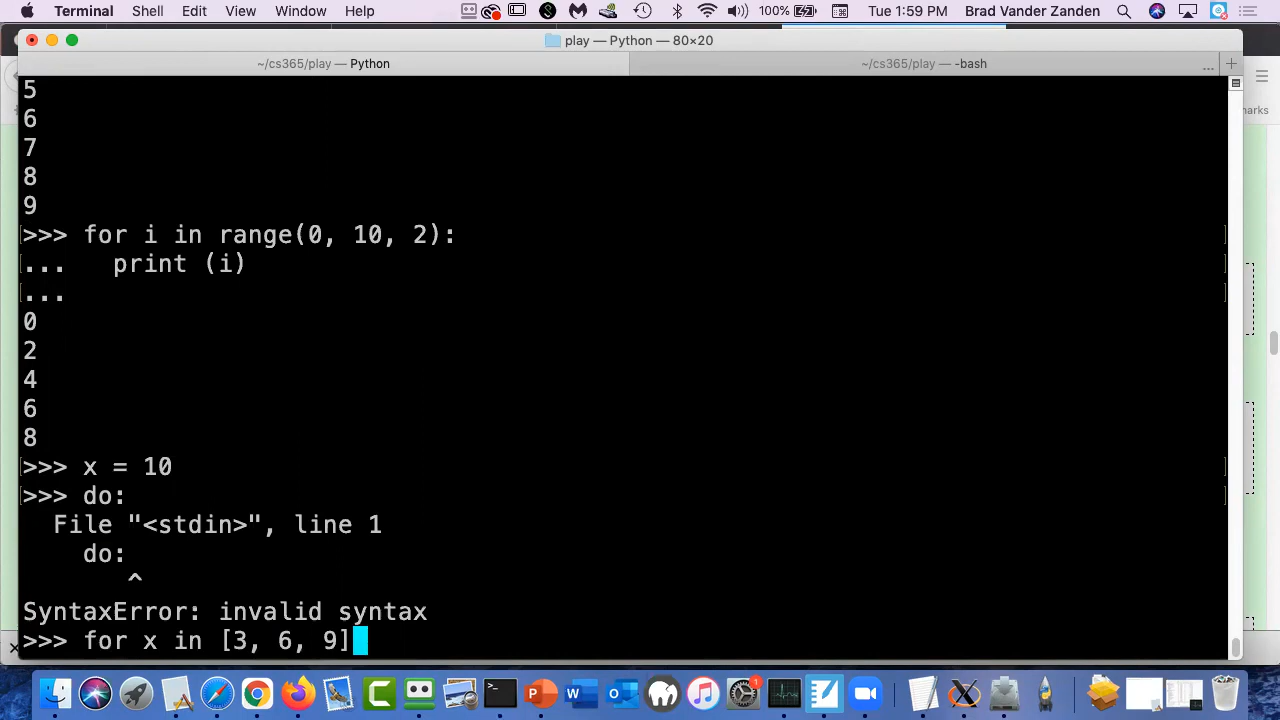 Terminal Shell Edit View Window Help 100% Tue 1:59 PM Brad Vander Zanden
play — Python — 80×20
~/cs365/play — Python ~/cs365/play — -bash ... +
arks
5
6
7
8
9
>>> for i in range(0, 10, 2):
...   print (i)
...
0
2
4
6
8
>>> x = 10
>>> do:
  File "<stdin>", line 1
    do:
       ^
SyntaxError: invalid syntax
>>> for x in [3, 6, 9]